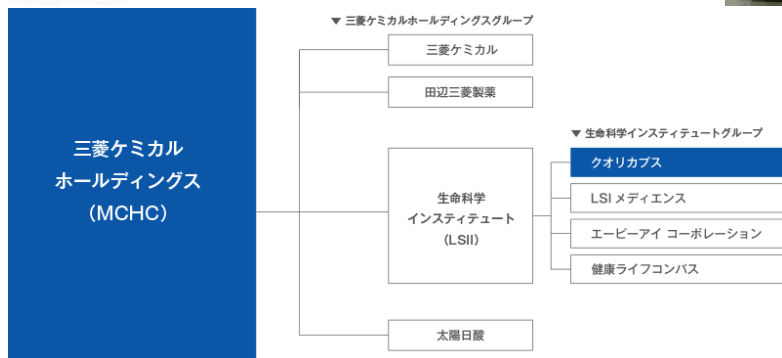 三菱ケミカル
ホールディングス
（MCHC）
▼ 三菱ケミカルホールディングスグループ
三菱ケミカル
田辺三菱製薬
生命科学
インスティテュート
（LSII）
太陽日酸
▼ 生命科学インスティテュートグループ
クオリカプス
LSI メディエンス
エーピーアイ コーポレーション
健康ライフコンパス